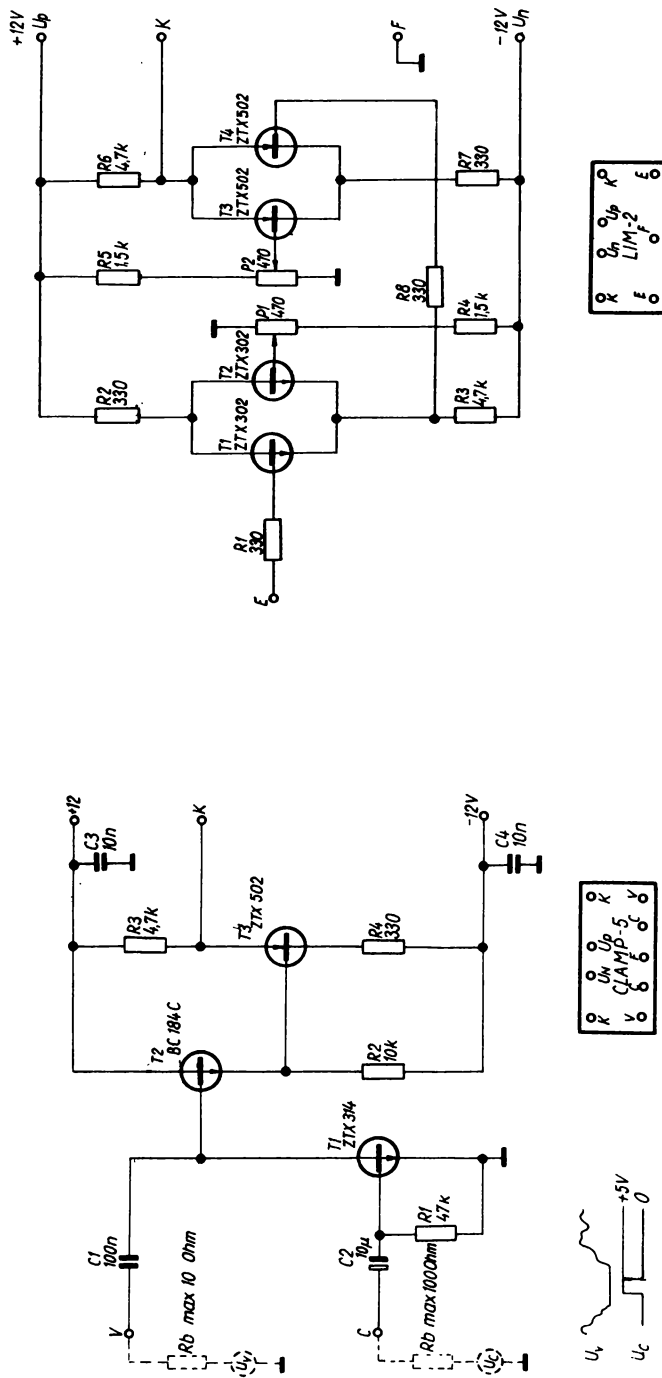 V
C1
100n
Rb max 10 Ohm
Uv
C
C2
10µ
Rb max 100Ohm
Uc
R1
47k
T1
ZTX314
T2
BC 184C
R2
10k
R3
4,7k
T3
ZTX 502
R4
330
C3
10n
+12
K
-12V
C4
10n
Uv
Uc
+5V
0
K UN Up K
CLAMP-5
V C E C V
E
R1
330
T1
ZTX302
T2
ZTX302
R2
330
P1
470
P2
470
R5
1,5k
R6
4,7k
T3
ZTX502
T4
ZTX502
R8
330
R3
4,7k
R4
1,5k
R7
330
+12V
Up
K
F
-12V
Un
K Un Up K
LIM-2
E F E